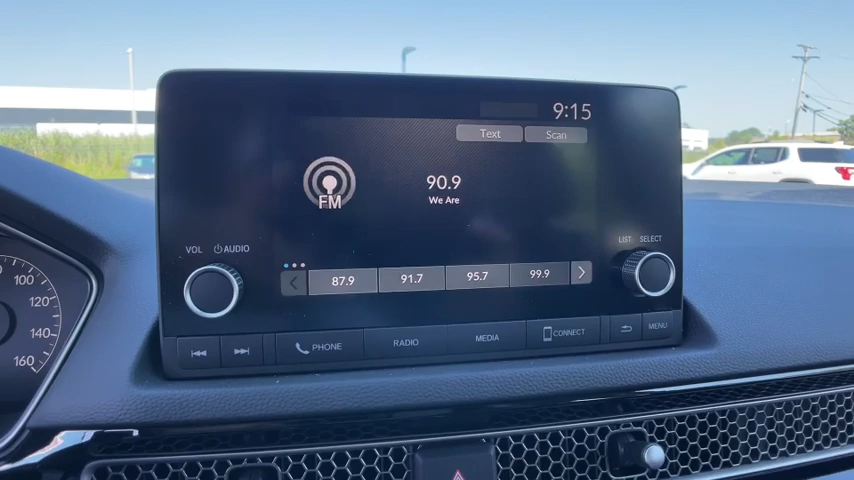 9:15
Text Scan
FM
90.9
We Are
VOL AUDIO
LIST SELECT
87.9 91.7 95.7 99.9
PHONE RADIO MEDIA CONNECT MENU
100
120
140
160